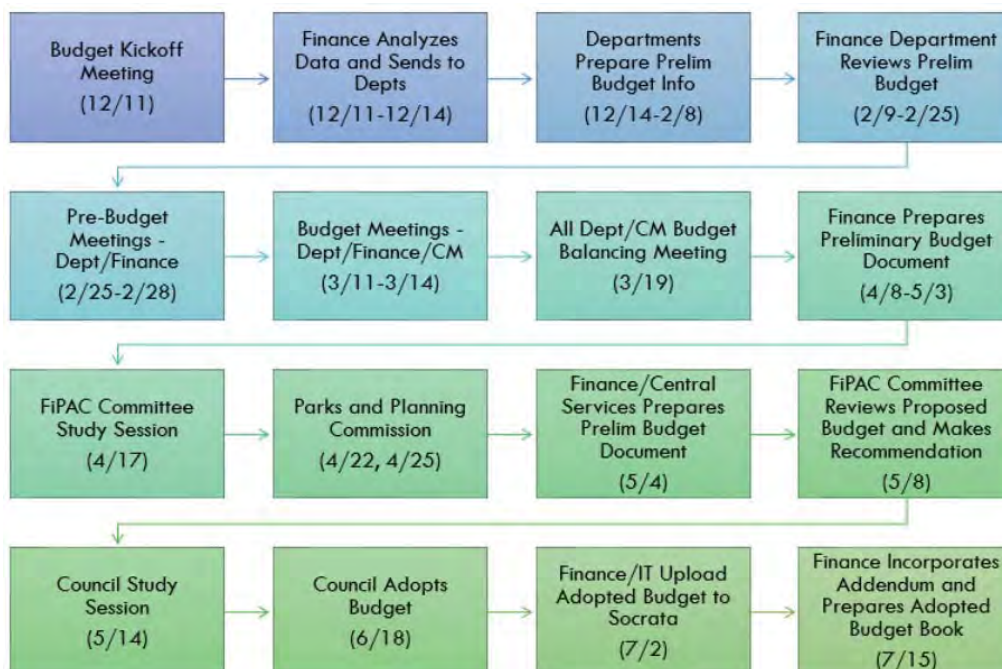 Budget Kickoff
Meeting
(12/11)
Finance Analyzes
Data and Sends to
Depts
(12/11-12/14)
Departments
Prepare Prelim
Budget Info
(12/14-2/8)
Finance Department
Reviews Prelim
Budget
(2/9-2/25)
Pre-Budget
Meetings -
Dept/Finance
(2/25-2/28)
Budget Meetings -
Dept/Finance/CM
(3/11-3/14)
All Dept/CM Budget
Balancing Meeting
(3/19)
Finance Prepares
Preliminary Budget
Document
(4/8-5/3)
FiPAC Committee
Study Session
(4/17)
Parks and Planning
Commission
(4/22, 4/25)
Finance/Central
Services Prepares
Prelim Budget
Document
(5/4)
FiPAC Committee
Reviews Proposed
Budget and Makes
Recommendation
(5/8)
Council Study
Session
(5/14)
Council Adopts
Budget
(6/18)
Finance/IT Upload
Adopted Budget to
Socrata
(7/2)
Finance Incorporates
Addendum and
Prepares Adopted
Budget Book
(7/15)